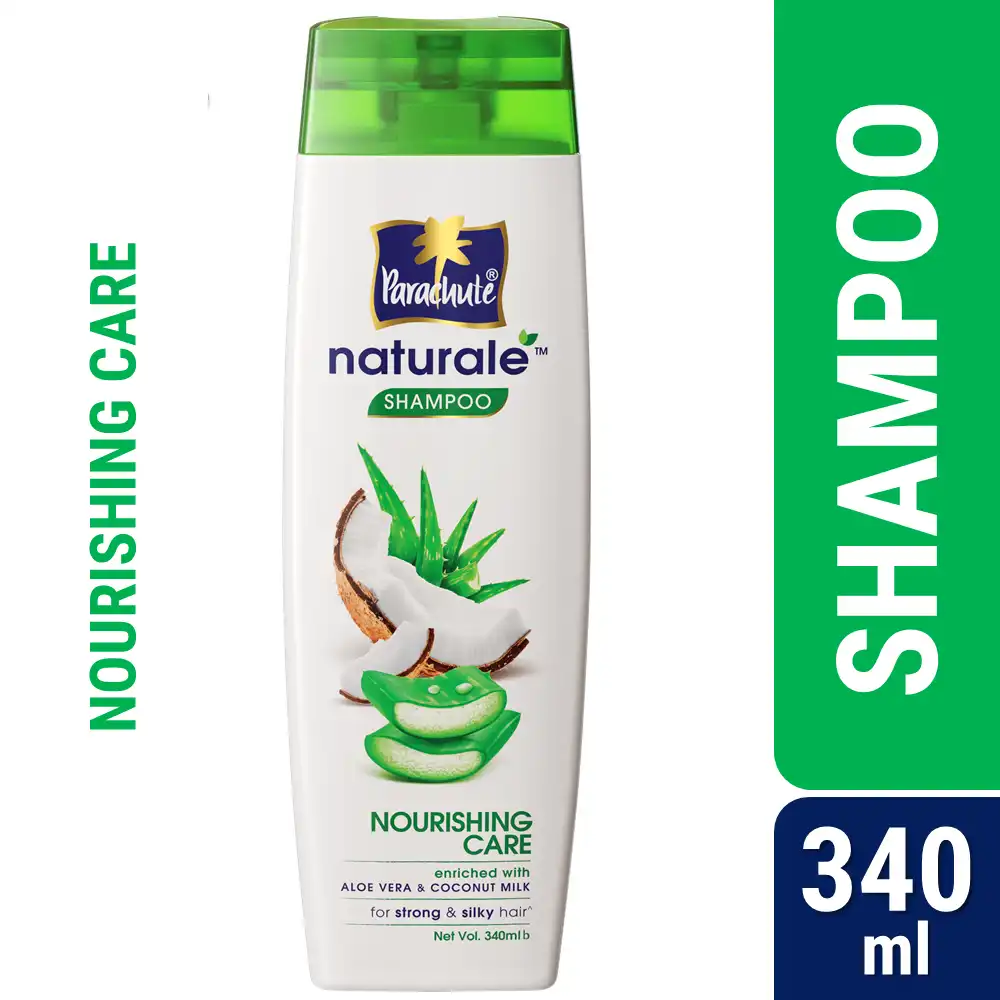 NOURISHING CARE
Parachute®
naturale™
SHAMPOO
NOURISHING
CARE
enriched with
ALOE VERA & COCONUT MILK
for strong & silky hair^
Net Vol. 340mlb
SHAMPOO
340
ml